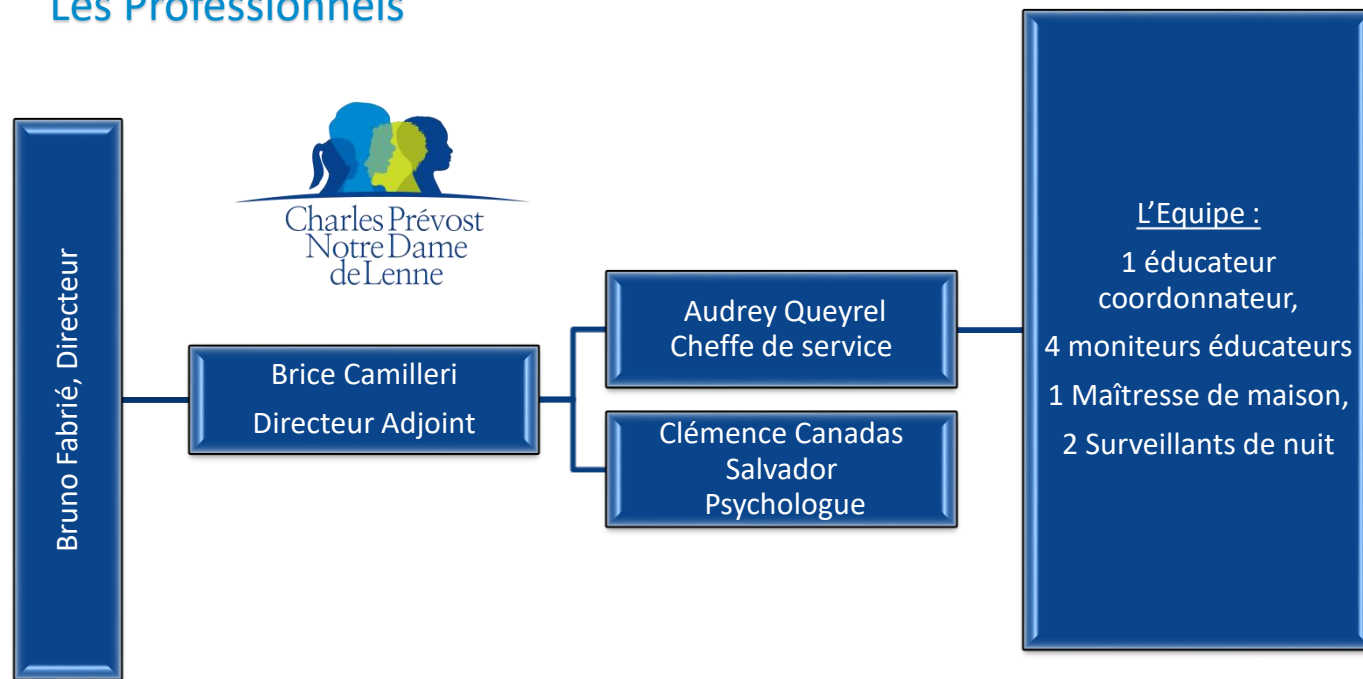 Les Professionnels
Charles Prévost
Notre Dame
de Lenne
Bruno Fabrié, Directeur
Brice Camilleri
Directeur Adjoint
Audrey Queyrel
Cheffe de service
Clémence Canadas
Salvador
Psychologue
L'Equipe :
1 éducateur
coordonnateur,
4 moniteurs éducateurs
1 Maîtresse de maison,
2 Surveillants de nuit